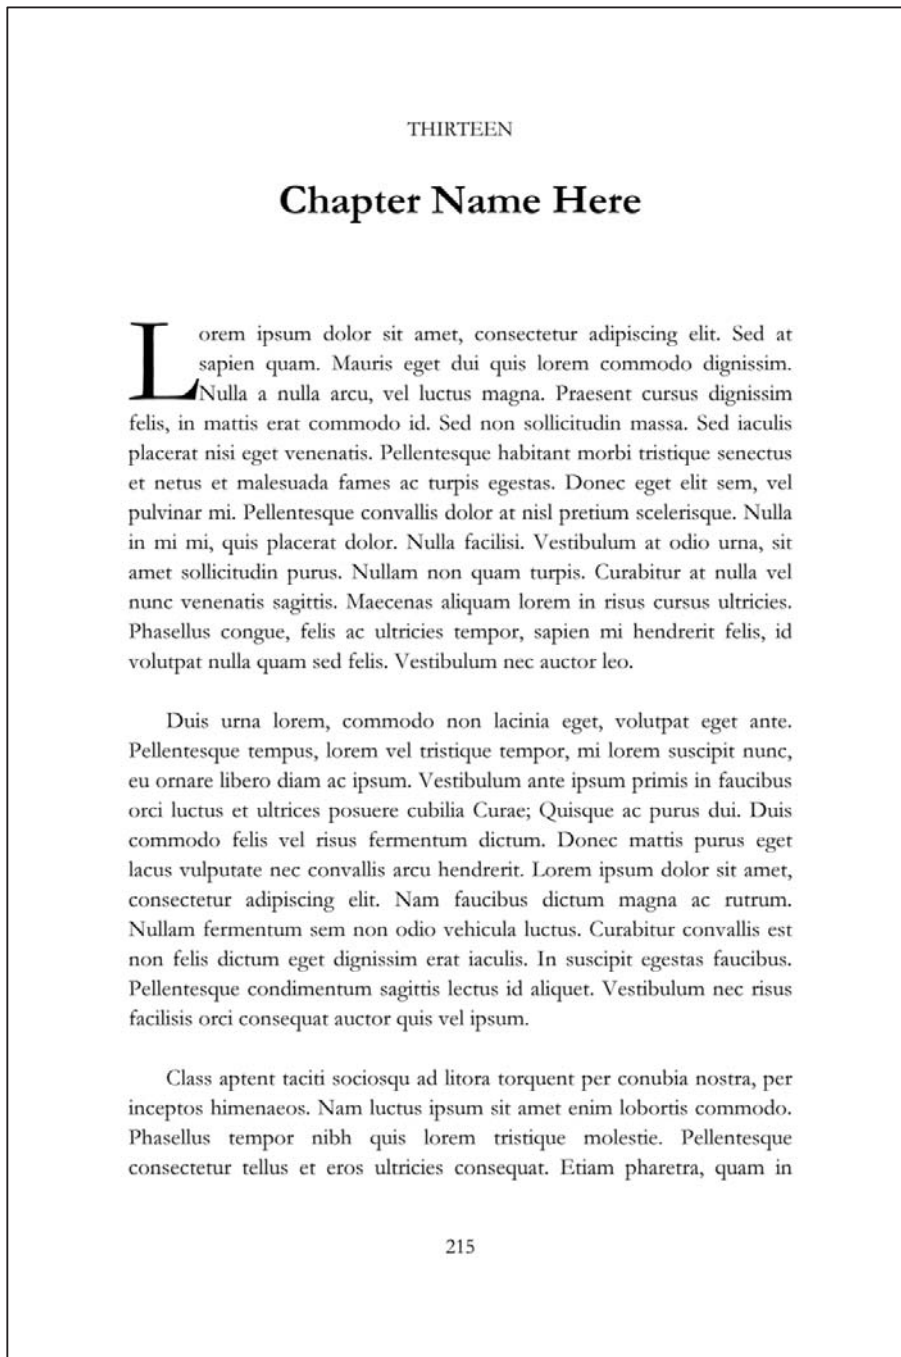 THIRTEEN
Chapter Name Here
Lorem ipsum dolor sit amet, consectetur adipiscing elit. Sed at
sapien quam. Mauris eget dui quis lorem commodo dignissim.
Nulla a nulla arcu, vel luctus magna. Praesent cursus dignissim
felis, in mattis erat commodo id. Sed non sollicitudin massa. Sed iaculis
placerat nisi eget venenatis. Pellentesque habitant morbi tristique senectus
et netus et malesuada fames ac turpis egestas. Donec eget elit sem, vel
pulvinar mi. Pellentesque convallis dolor at nisl pretium scelerisque. Nulla
in mi mi, quis placerat dolor. Nulla facilisi. Vestibulum at odio urna, sit
amet sollicitudin purus. Nullam non quam turpis. Curabitur at nulla vel
nunc venenatis sagittis. Maecenas aliquam lorem in risus cursus ultricies.
Phasellus congue, felis ac ultricies tempor, sapien mi hendrerit felis, id
volutpat nulla quam sed felis. Vestibulum nec auctor leo.
Duis urna lorem, commodo non lacinia eget, volutpat eget ante.
Pellentesque tempus, lorem vel tristique tempor, mi lorem suscipit nunc,
eu ornare libero diam ac ipsum. Vestibulum ante ipsum primis in faucibus
orci luctus et ultrices posuere cubilia Curae; Quisque ac purus dui. Duis
commodo felis vel risus fermentum dictum. Donec mattis purus eget
lacus vulputate nec convallis arcu hendrerit. Lorem ipsum dolor sit amet,
consectetur adipiscing elit. Nam faucibus dictum magna ac rutrum.
Nullam fermentum sem non odio vehicula luctus. Curabitur convallis est
non felis dictum eget dignissim erat iaculis. In suscipit egestas faucibus.
Pellentesque condimentum sagittis lectus id aliquet. Vestibulum nec risus
facilisis orci consequat auctor quis vel ipsum.
Class aptent taciti sociosqu ad litora torquent per conubia nostra, per
inceptos himenaeos. Nam luctus ipsum sit amet enim lobortis commodo.
Phasellus tempor nibh quis lorem tristique molestie. Pellentesque
consectetur tellus et eros ultricies consequat. Etiam pharetra, quam in
215